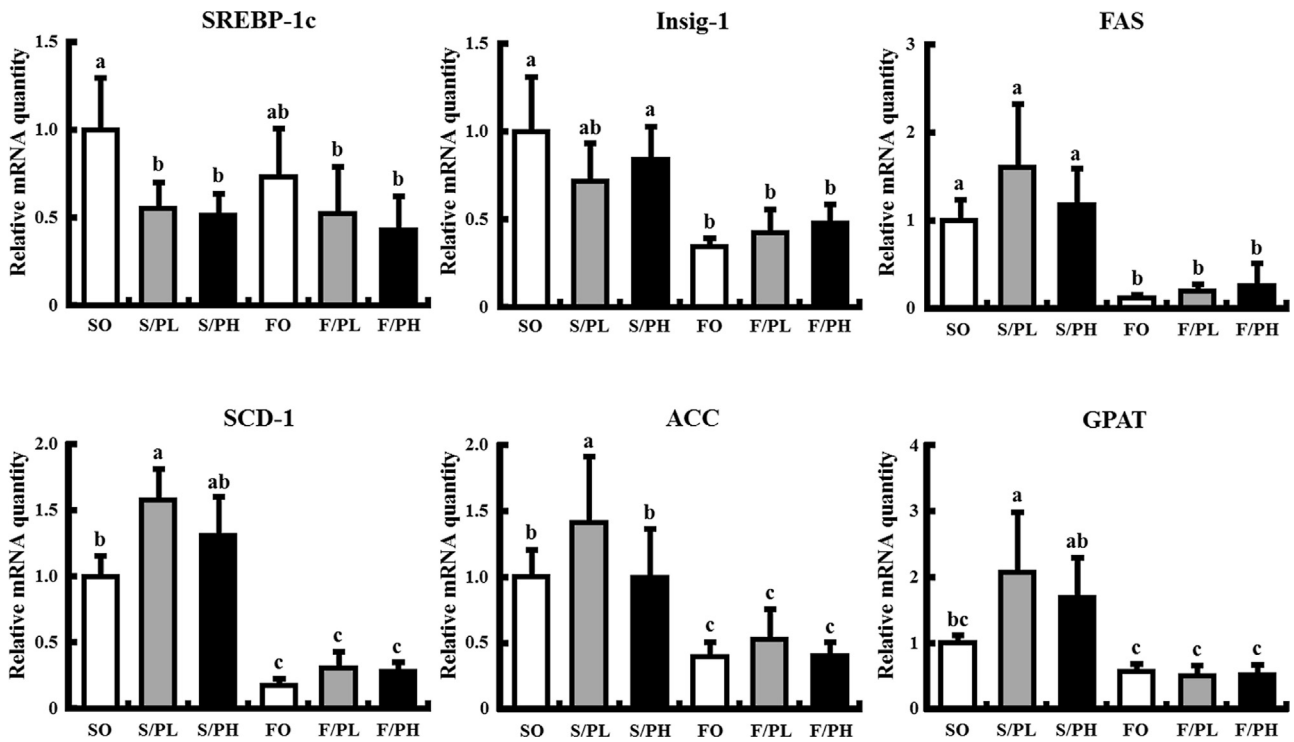 SREBP-1c
Relative mRNA quantity
1.5
1.0
0.5
0
a
b
b
ab
b
b
SO
S/PL
S/PH
FO
F/PL
F/PH
Insig-1
Relative mRNA quantity
1.5
1.0
0.5
0
a
ab
a
b
b
b
SO
S/PL
S/PH
FO
F/PL
F/PH
FAS
Relative mRNA quantity
3
2
1
0
a
a
a
b
b
b
SO
S/PL
S/PH
FO
F/PL
F/PH
SCD-1
Relative mRNA quantity
2.0
1.5
1.0
0.5
0
b
a
ab
c
c
c
SO
S/PL
S/PH
FO
F/PL
F/PH
ACC
Relative mRNA quantity
2.0
1.5
1.0
0.5
0
b
a
b
c
c
c
SO
S/PL
S/PH
FO
F/PL
F/PH
GPAT
Relative mRNA quantity
4
3
2
1
0
bc
a
ab
c
c
c
SO
S/PL
S/PH
FO
F/PL
F/PH